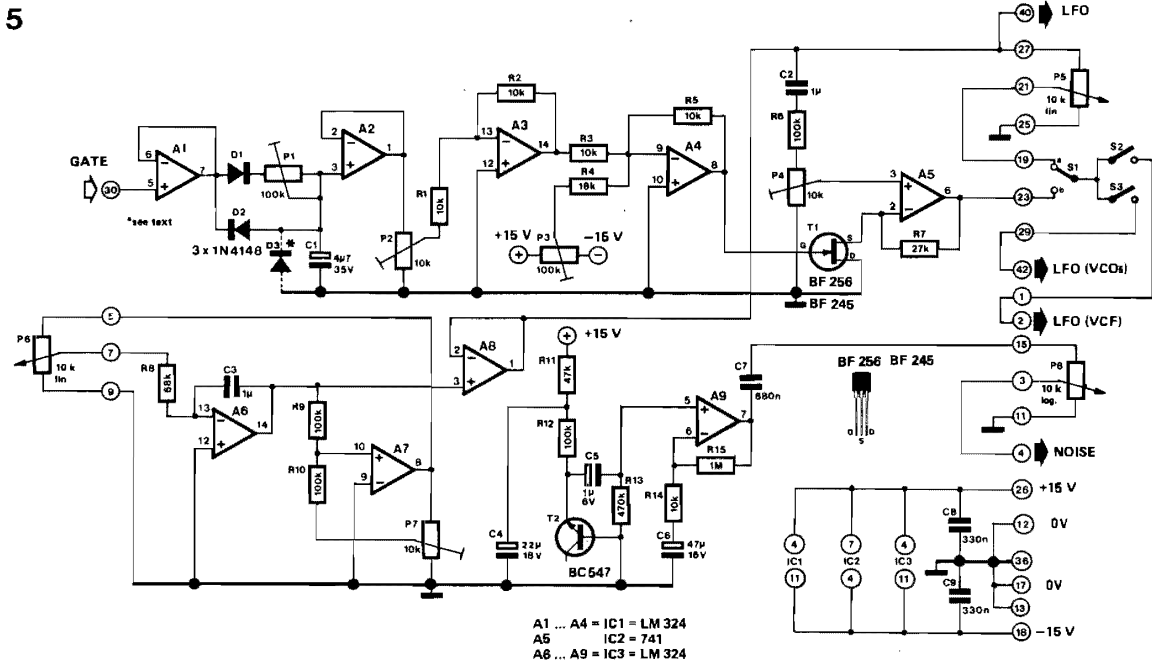 5
GATE
30
*see text
A1
6
5
7
D1
D2
3 x 1N4148
D3
*
P1
100k
C1
4µ7
35V
A2
2
3
1
P2
10k
R1
10k
R2
10k
A3
13
12
14
R3
10k
R4
18k
+15 V
P3
−15 V
100k
R5
10k
A4
9
10
8
C2
1µ
R6
100k
P4
10k
A5
3
2
6
R7
27k
T1
G
S
D
BF 256
BF 245
40
LFO
27
21
P5
10 k
lin
25
19
a
S1
b
S2
S3
23
29
42
LFO (VCOs)
1
2
LFO (VCF)
P6
10 k
lin
5
7
9
R8
68k
C3
1µ
A6
13
12
14
R9
100k
R10
100k
A7
10
9
8
P7
10k
A8
2
3
1
+15 V
R11
47k
R12
100k
C5
1µ
6V
C4
22µ
16V
T2
BC547
R13
470k
A9
5
6
7
R15
1M
R14
10k
C6
47µ
16V
C7
680n
BF 256 BF 245
G
S
D
15
3
P8
10 k
log.
11
4
NOISE
26
+15 V
12
0V
36
17
0V
13
18
−15 V
C8
330n
C9
330n
4
IC1
11
7
IC2
4
4
IC3
11
A1 ... A4 = IC1 = LM 324
A5 IC2 = 741
A6 ... A9 = IC3 = LM 324